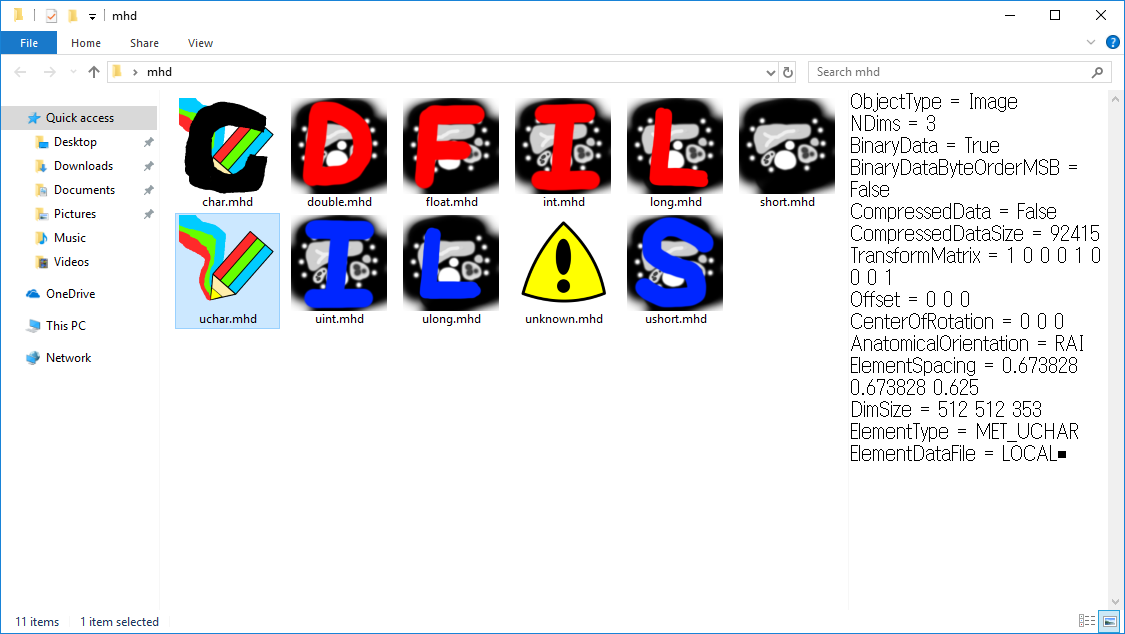 mhd
File Home Share View
mhd
Search mhd
Quick access
Desktop
Downloads
Documents
Pictures
Music
Videos
OneDrive
This PC
Network
C D F I L
char.mhd double.mhd float.mhd int.mhd long.mhd short.mhd
I L ! S
uchar.mhd uint.mhd ulong.mhd unknown.mhd ushort.mhd
ObjectType = Image
NDims = 3
BinaryData = True
BinaryDataByteOrderMSB =
False
CompressedData = False
CompressedDataSize = 92415
TransformMatrix = 1 0 0 0 1 0
0 0 1
Offset = 0 0 0
CenterOfRotation = 0 0 0
AnatomicalOrientation = RAI
ElementSpacing = 0.673828
0.673828 0.625
DimSize = 512 512 353
ElementType = MET_UCHAR
ElementDataFile = LOCAL■
11 items 1 item selected